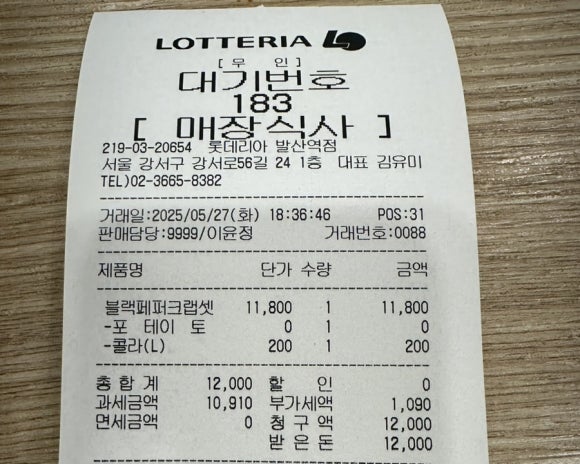 LOTTERIA
[ 무 인 ]
대기번호
183
[ 매장식사 ]
219-03-20654 롯데리아 발산역점
서울 강서구 강서로56길 24 1층 대표 김유미
TEL)02-3665-8382
거래일:2025/05/27(화) 18:36:46 POS:31
판매담당:9999/이윤정 거래번호:0088
제품명 단가 수량 금액
블랙페퍼크랩셋 11,800 1 11,800
-포 테 이 토 0 1 0
-콜라(L) 200 1 200
총 합 계 12,000 할 인 0
과세금액 10,910 부가세액 1,090
면세금액 0 청 구 액 12,000
받 은 돈 12,000